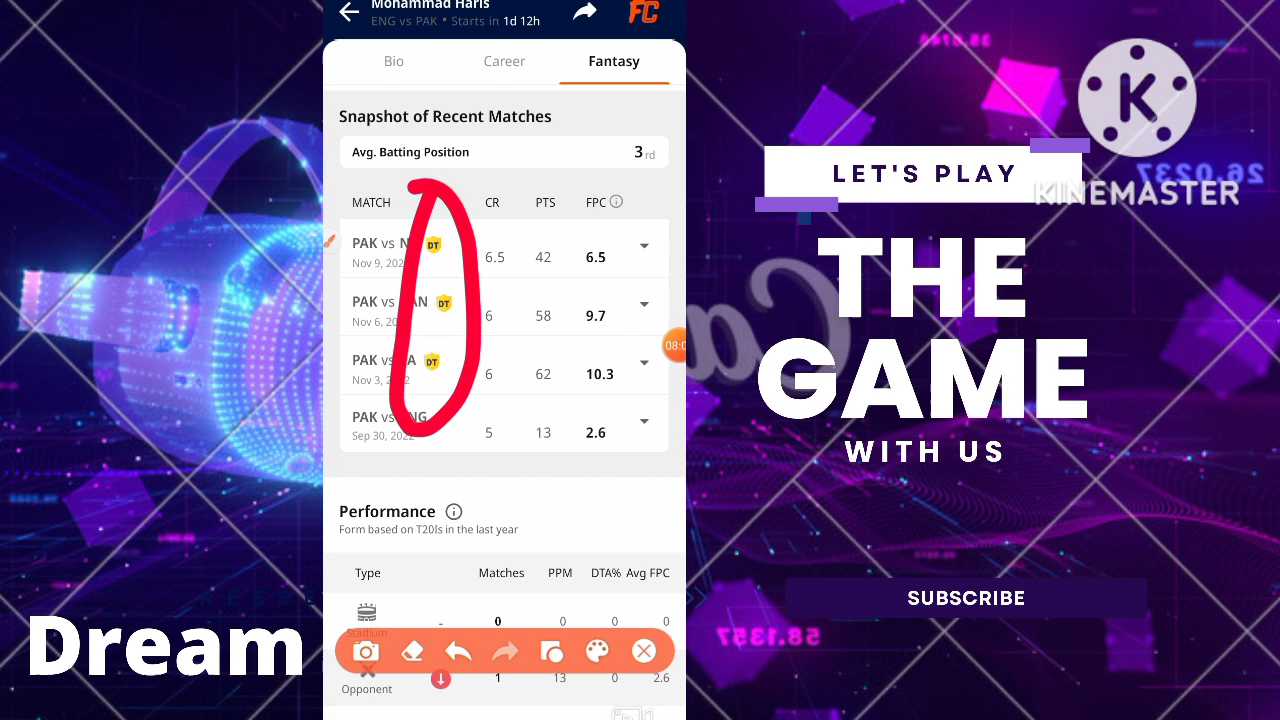 Mohammad Haris
ENG vs PAK • Starts in 1d 12h
FC
Bio Career Fantasy
Snapshot of Recent Matches
Avg. Batting Position 3rd
MATCH CR PTS FPC
PAK vs DT
Nov 9, 6.5 42 6.5
PAK vs DT
Nov 6, 6 58 9.7
PAK vs DT
Nov 3, 6 62 10.3
PAK
Sep 30, 2022 5 13 2.6
Performance
Form based on T20Is in the last year
Type Matches PPM DTA% Avg FPC
Stadium - 0 0 0 0
Opponent 1 13 0 2.6
Dream
LET'S PLAY
THE
GAME
WITH US
SUBSCRIBE
K
KINEMASTER
26.0237
58.1357